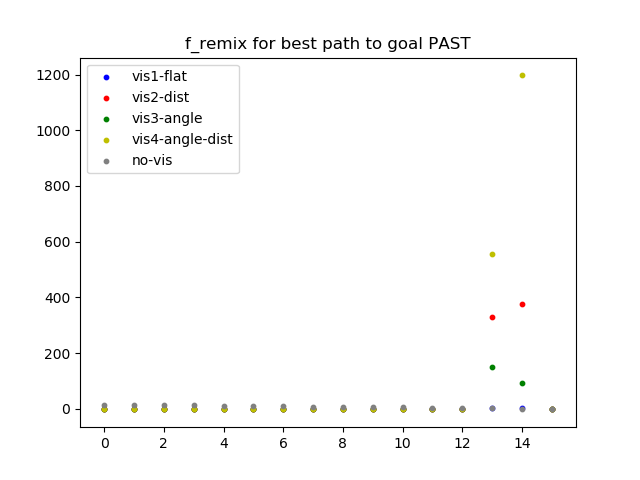 f_remix for best path to goal PAST
vis1-flat
vis2-dist
vis3-angle
vis4-angle-dist
no-vis
1200
1000
800
600
400
200
0
0 2 4 6 8 10 12 14